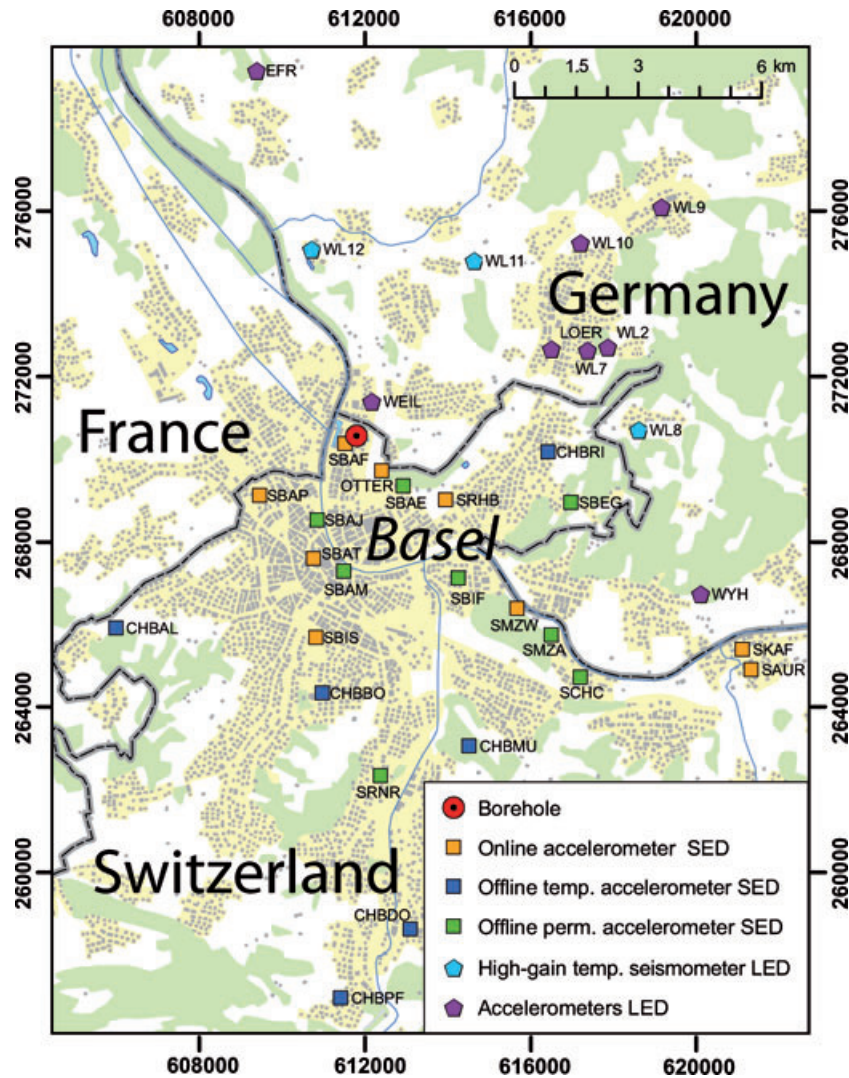 608000 612000 616000 620000
EFR
0 1.5 3 6 km
276000 276000
WL9
WL10
WL12
WL11
Germany
LOER WL2
WL7
272000 272000
WEIL
France
WL8
CHBRI
SBAF
OTTER
SBAP SBAE SRHB SBEG
SBAJ
Basel
268000 268000
SBAT
SBAM SBIF
WYH
SMZW
CHBAL
SBIS SMZA SKAF
SAUR
SCHC
CHBBO
264000 264000
CHBMU
SRNR
Borehole
Online accelerometer SED
Switzerland
260000 260000
Offline temp. accelerometer SED
CHBDO
Offline perm. accelerometer SED
High-gain temp. seismometer LED
CHBPF
Accelerometers LED
608000 612000 616000 620000